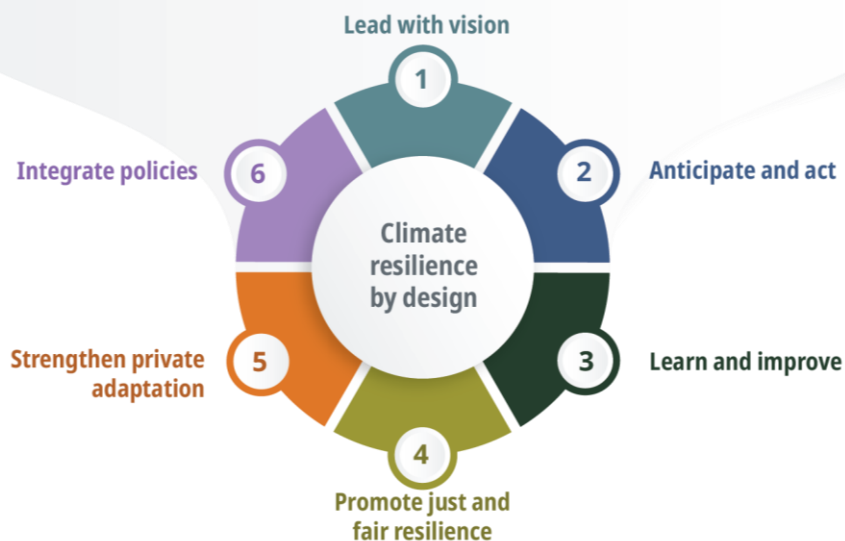 Lead with vision
1
2
Anticipate and act
3
Learn and improve
4
Promote just and
fair resilience
5
Strengthen private
adaptation
6
Integrate policies
Climate
resilience
by design